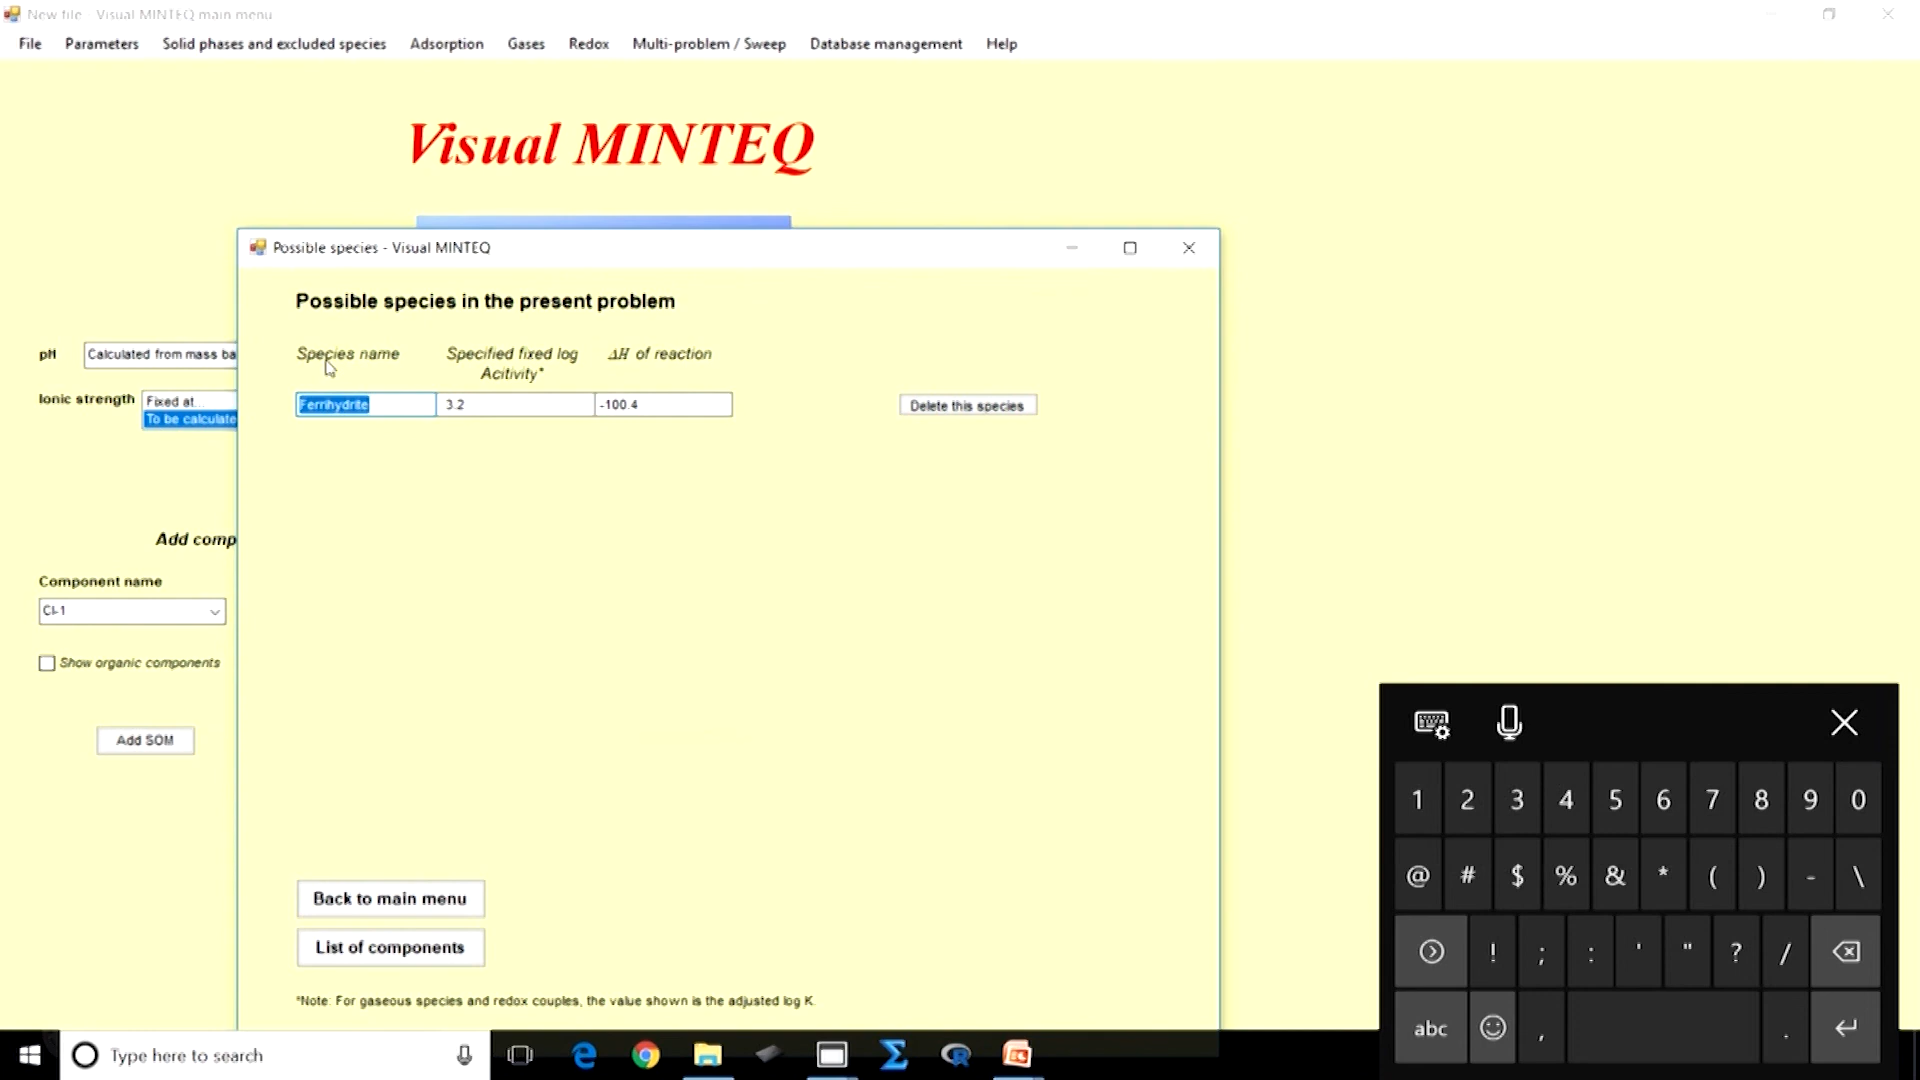 New file - Visual MINTEQ main menu
File Parameters Solid phases and excluded species Adsorption Gases Redox Multi-problem / Sweep Database management Help
Visual MINTEQ
Possible species - Visual MINTEQ
Possible species in the present problem
Species name Specified fixed log Acitivity* ΔH of reaction
Ferrihydrite 3.2 -100.4 Delete this species
pH Calculated from mass ba
Ionic strength Fixed at...
To be calculate
Add comp
Component name
Cl-1
Show organic components
Add SOM
Back to main menu
List of components
*Note: For gaseous species and redox couples, the value shown is the adjusted log K.
1 2 3 4 5 6 7 8 9 0
@ # $ % & * ( ) - \
! ; : ' " ? /
abc , .
Type here to search